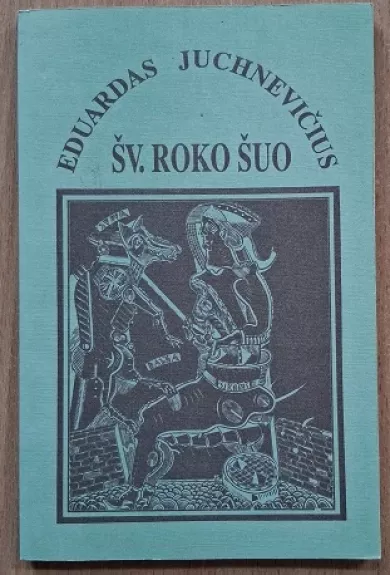 EDUARDAS JUCHNEVIČIUS
ŠV. ROKO ŠUO